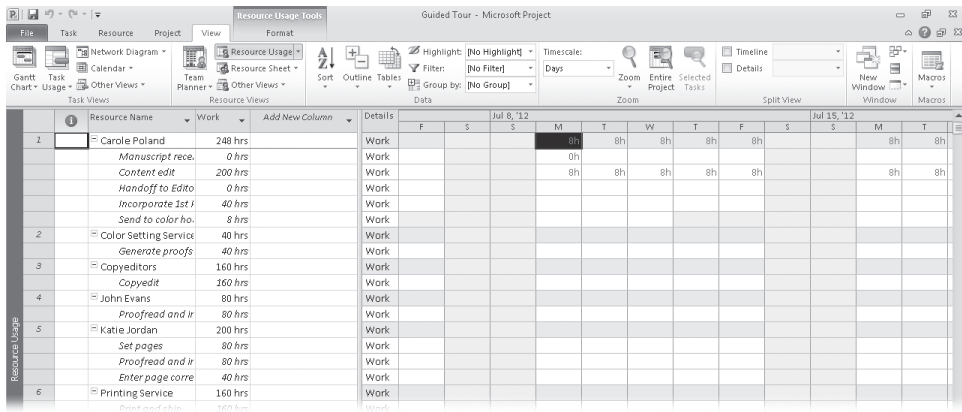 Resource Usage Tools
Guided Tour - Microsoft Project
File Task Resource Project View Format
Gantt Chart
Task Usage
Network Diagram
Calendar
Other Views
Task Views
Team Planner
Resource Usage
Resource Sheet
Other Views
Resource Views
Sort
Outline
Tables
Highlight: [No Highlight]
Filter: [No Filter]
Group by: [No Group]
Data
Timescale:
Days
Zoom
Entire Project
Selected Tasks
Zoom
Timeline
Details
Split View
New Window
Window
Macros
Macros
Resource Name Work Add New Column Details Jul 8, '12 Jul 15, '12
F S S M T W T F S S M T
1 Carole Poland 248 hrs Work 8h 8h 8h 8h 8h 8h 8h
Manuscript rece 0 hrs Work 0h
Content edit 200 hrs Work 8h 8h 8h 8h 8h 8h 8h
Handoff to Edito 0 hrs Work
Incorporate 1st 40 hrs Work
Send to color ho 8 hrs Work
2 Color Setting Service 40 hrs Work
Generate proofs 40 hrs Work
3 Copyeditors 160 hrs Work
Copyedit 160 hrs Work
4 John Evans 80 hrs Work
Proofread and ir 80 hrs Work
5 Katie Jordan 200 hrs Work
Set pages 80 hrs Work
Proofread and ir 80 hrs Work
Enter page corre 40 hrs Work
6 Printing Service 160 hrs Work
Print and ship 160 hrs Work
Resource Usage